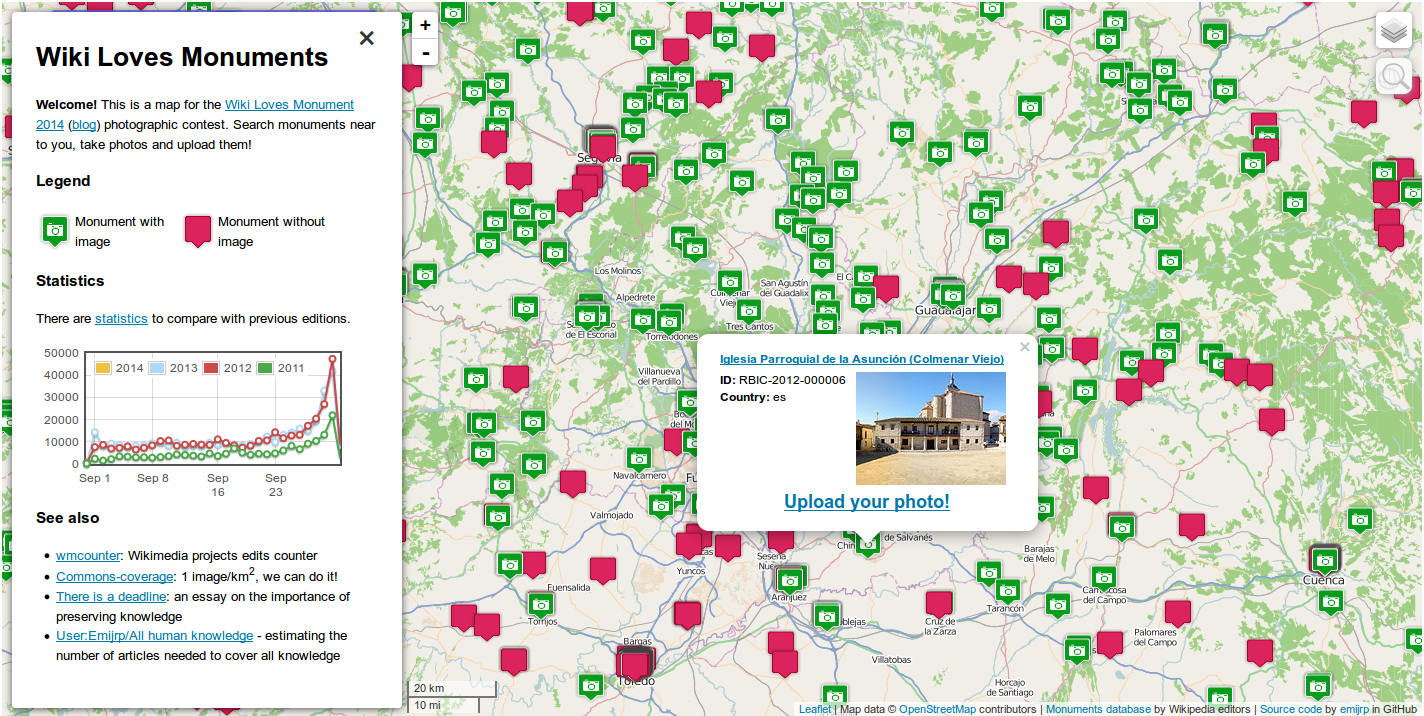 Wiki Loves Monuments
×
Welcome! This is a map for the Wiki Loves Monument
2014 (blog) photographic contest. Search monuments near
to you, take photos and upload them!
Legend
Monument with
image
Monument without
image
Statistics
There are statistics to compare with previous editions.
50000
40000
30000
20000
10000
0
2014
2013
2012
2011
Sep 1
Sep 8
Sep
16
Sep
23
See also
• wmcounter: Wikimedia projects edits counter
• Commons-coverage: 1 image/km², we can do it!
• There is a deadline: an essay on the importance of
preserving knowledge
• User:Emijrp/All human knowledge - estimating the
number of articles needed to cover all knowledge
+
-
Los Molinos
Alpedrete
de El Escorial
Torrelodones
San Agustín
del Guadalix
Viejo
Tres Cantos
Villanueva
del Pardillo
Navalcarnero
Valmojado
Fuensalida
Torrijos
Bargas
Toledo
Yuncos
Seseña
Aranjuez
de Salvanés
Barajas
de Melo
Tarancón
del Campo
Cuenca
Cruz de
la Zarza
Palomares
del Campo
Villatobas
Horcajo
de Santiago
×
Iglesia Parroquial de la Asunción (Colmenar Viejo)
ID: RBIC-2012-000006
Country: es
Upload your photo!
20 km
10 mi
Leaflet | Map data © OpenStreetMap contributors | Monuments database by Wikipedia editors | Source code by emijrp in GitHub